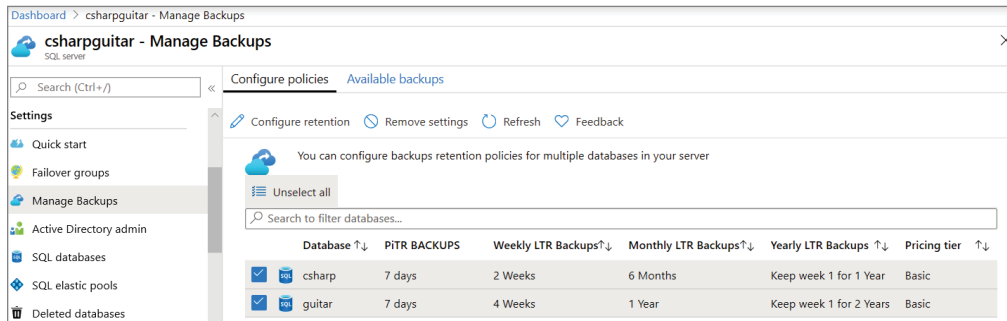 Dashboard > csharpguitar - Manage Backups
csharpguitar - Manage Backups
SQL server
Search (Ctrl+/)
Settings
Quick start
Failover groups
Manage Backups
Active Directory admin
SQL databases
SQL elastic pools
Deleted databases
Configure policies Available backups
Configure retention Remove settings Refresh Feedback
You can configure backups retention policies for multiple databases in your server
Unselect all
Search to filter databases...
Database ↑↓ PiTR BACKUPS Weekly LTR Backups↑↓ Monthly LTR Backups↑↓ Yearly LTR Backups ↑↓ Pricing tier ↑↓
SQL csharp 7 days 2 Weeks 6 Months Keep week 1 for 1 Year Basic
SQL guitar 7 days 4 Weeks 1 Year Keep week 1 for 2 Years Basic